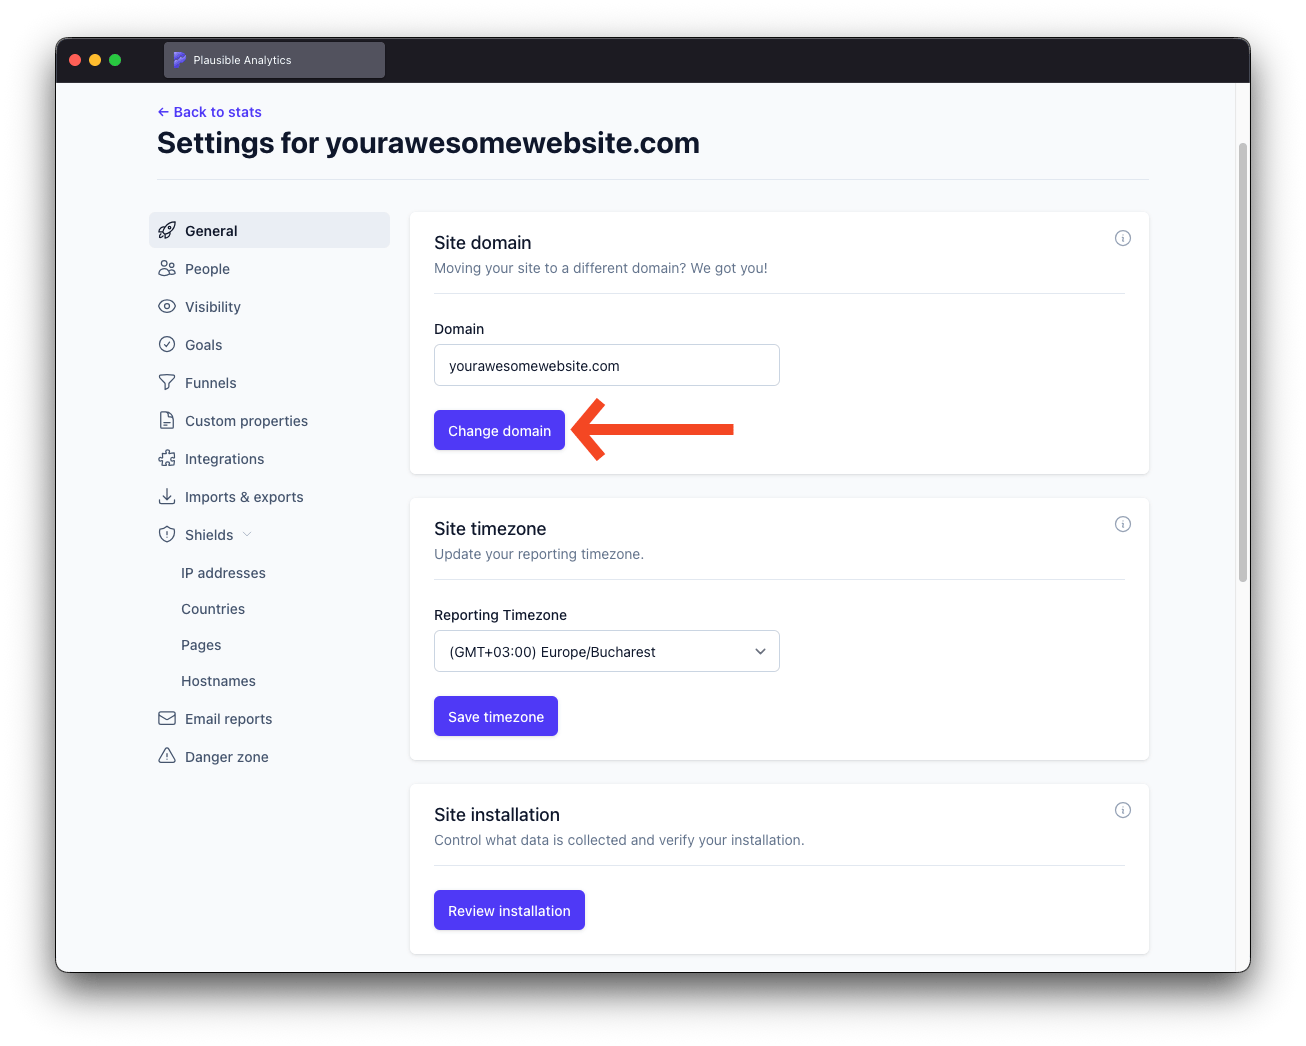 Plausible Analytics
← Back to stats
Settings for yourawesomewebsite.com
General
People
Visibility
Goals
Funnels
Custom properties
Integrations
Imports & exports
Shields
IP addresses
Countries
Pages
Hostnames
Email reports
Danger zone
Site domain
Moving your site to a different domain? We got you!
Domain
yourawesomewebsite.com
Change domain
Site timezone
Update your reporting timezone.
Reporting Timezone
(GMT+03:00) Europe/Bucharest
Save timezone
Site installation
Control what data is collected and verify your installation.
Review installation